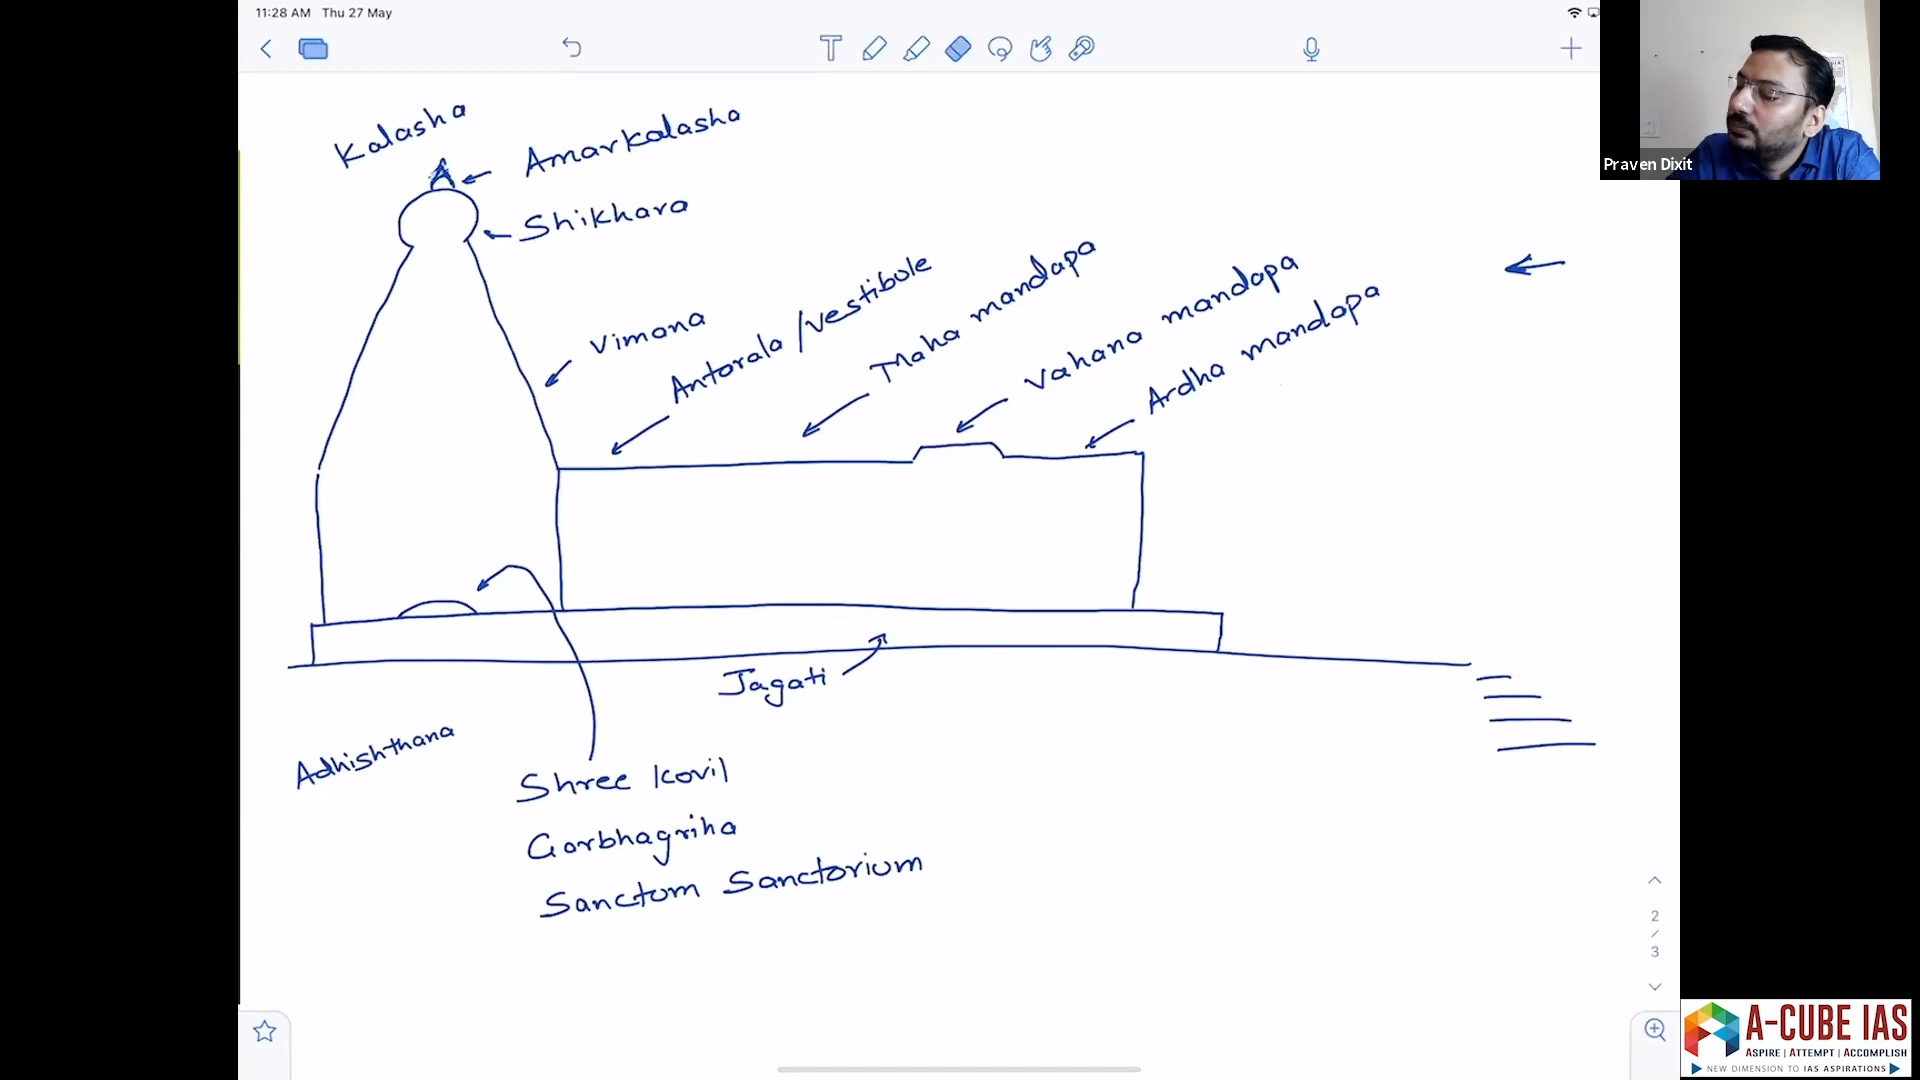 11:28 AM Thu 27 May
Praven Dixit
Kalasha
Amarkalasha
Shikhara
Vimana
Antarala /vestibule
Maha mandapa
Vahana mandapa
Ardha mandapa
Jagati
Adhishthana
Shree kovil
Garbhagriha
Sanctum Sanctorium
2
/
3
A-CUBE IAS
ASPIRE | ATTEMPT | ACCOMPLISH
NEW DIMENSION TO IAS ASPIRATIONS